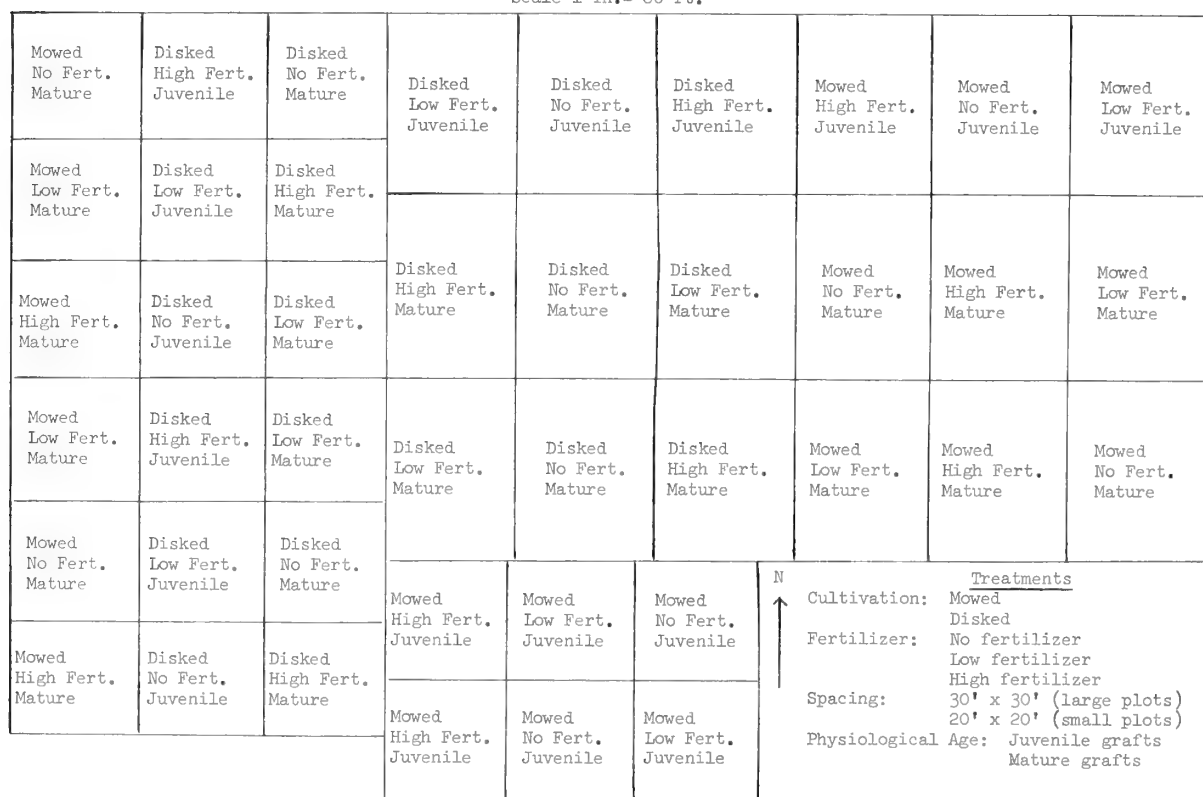 Mowed
No Fert.
Mature
Disked
High Fert.
Juvenile
Disked
No Fert.
Mature
Disked
Low Fert.
Juvenile
Disked
No Fert.
Juvenile
Disked
High Fert.
Juvenile
Mowed
High Fert.
Juvenile
Mowed
No Fert.
Juvenile
Mowed
Low Fert.
Juvenile
Mowed
Low Fert.
Mature
Disked
Low Fert.
Juvenile
Disked
High Fert.
Mature
Disked
High Fert.
Mature
Disked
No Fert.
Mature
Disked
Low Fert.
Mature
Mowed
No Fert.
Mature
Mowed
High Fert.
Mature
Mowed
Low Fert.
Mature
Mowed
High Fert.
Mature
Disked
No Fert.
Juvenile
Disked
Low Fert.
Mature
Mowed
Low Fert.
Mature
Disked
High Fert.
Juvenile
Disked
Low Fert.
Mature
Disked
Low Fert.
Mature
Disked
No Fert.
Mature
Disked
High Fert.
Mature
Mowed
Low Fert.
Mature
Mowed
High Fert.
Mature
Mowed
No Fert.
Mature
Mowed
No Fert.
Mature
Disked
Low Fert.
Juvenile
Disked
No Fert.
Mature
Mowed
High Fert.
Juvenile
Mowed
Low Fert.
Juvenile
Mowed
No Fert.
Juvenile
Mowed
High Fert.
Mature
Disked
No Fert.
Juvenile
Disked
High Fert.
Mature
Mowed
High Fert.
Juvenile
Mowed
No Fert.
Juvenile
Mowed
Low Fert.
Juvenile
N
Treatments
Cultivation: Mowed
Disked
Fertilizer: No fertilizer
Low fertilizer
High fertilizer
Spacing: 30' x 30' (large plots)
20' x 20' (small plots)
Physiological Age: Juvenile grafts
Mature grafts